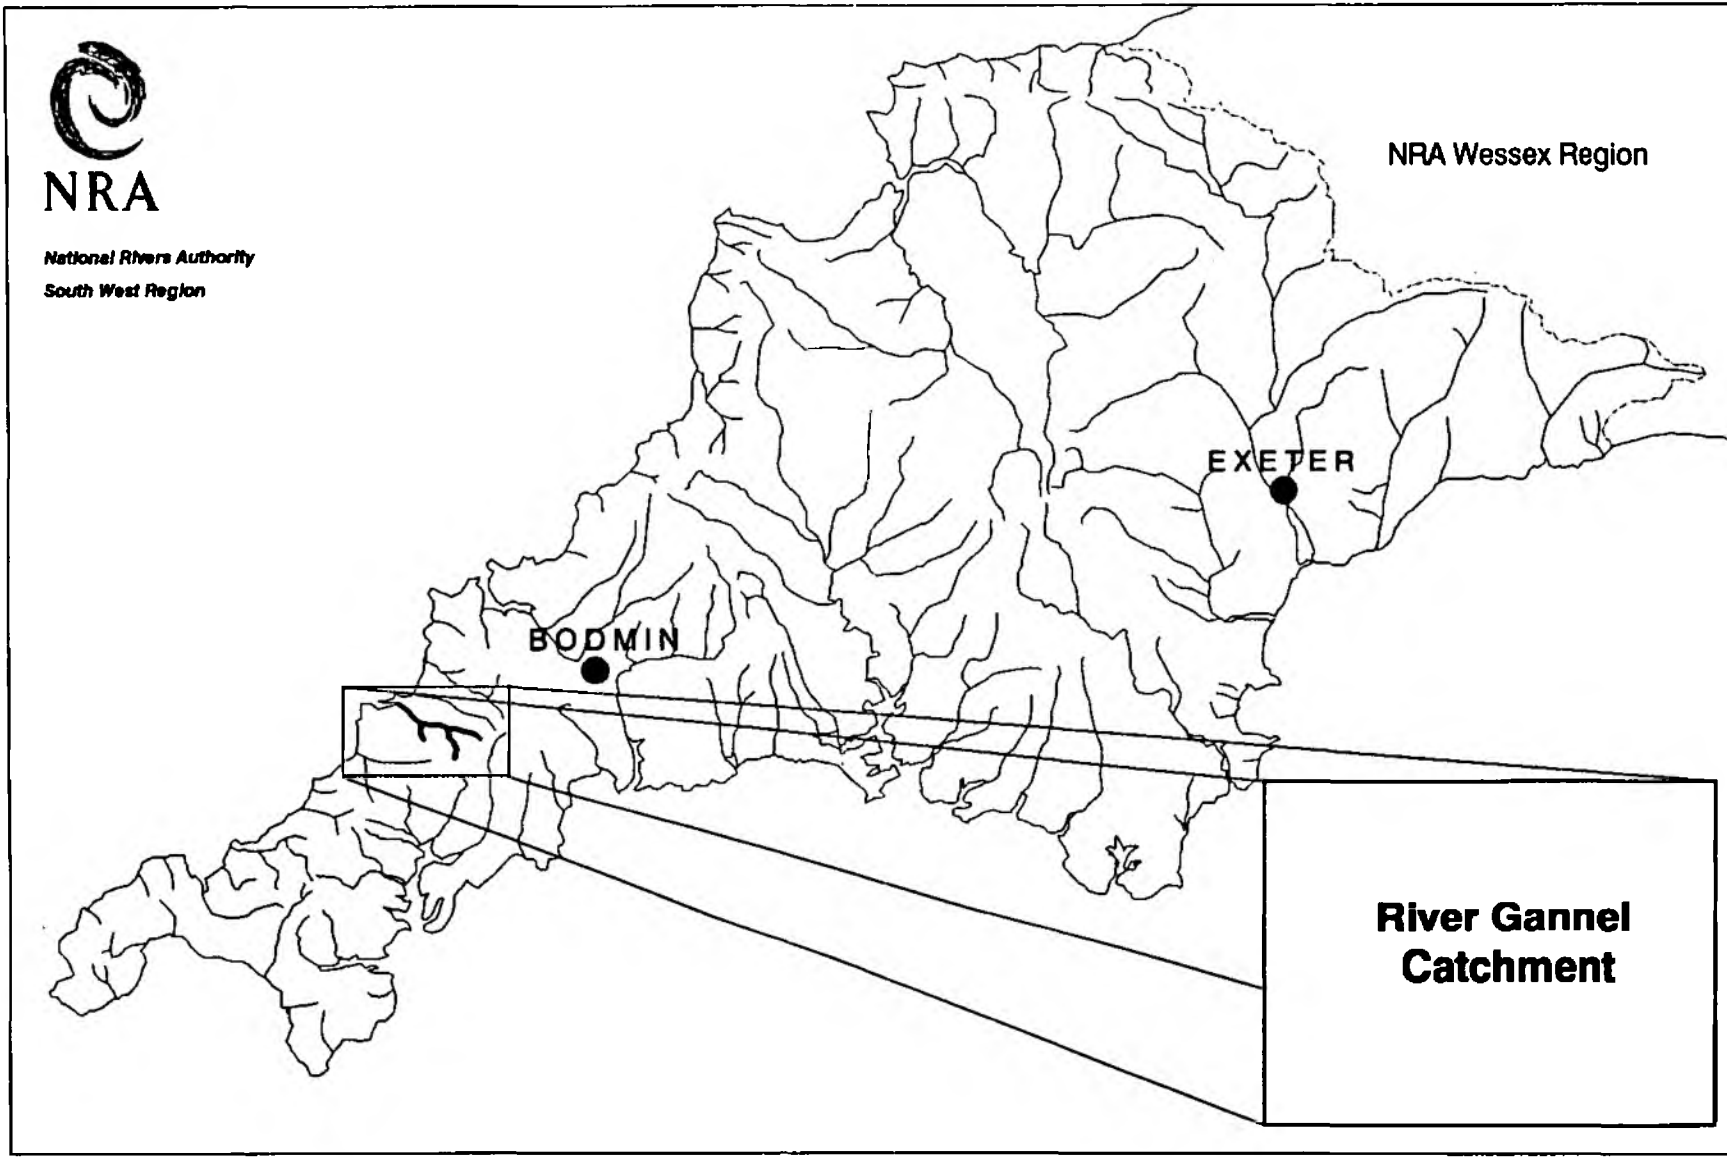 NRA
National Rivers Authority
South West Region
NRA Wessex Region
EXETER
BODMIN
River Gannel
Catchment